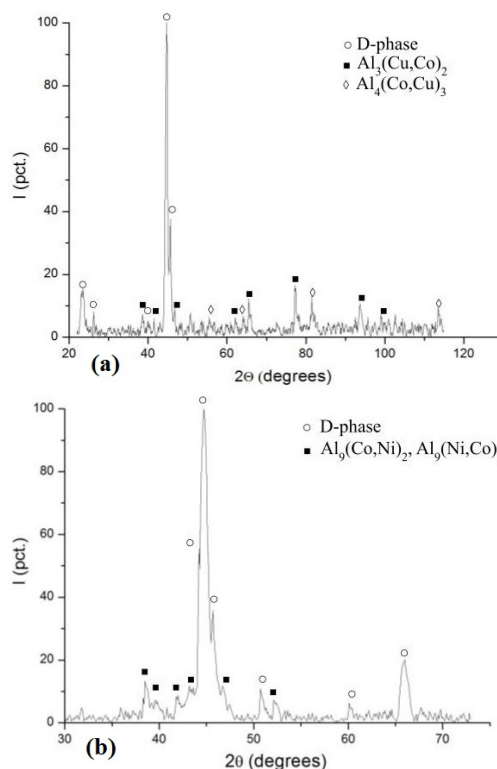 100
D-phase
Al₃(Cu,Co)₂
80
Al₄(Co,Cu)₃
60
I (pct.)
40
20
0
20 40 60 80 100 120
(a)
2Θ (degrees)
100
D-phase
Al₉(Co,Ni)₂, Al₉(Ni,Co)
80
60
I (pct.)
40
20
0
30 40 50 60 70
(b)
2θ (degrees)